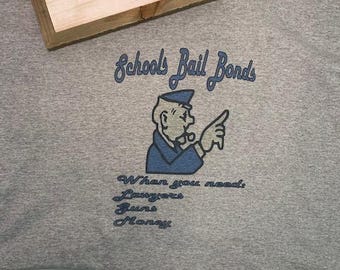 Schools Bail Bonds
When you need:
Lawyers
Guns
Money